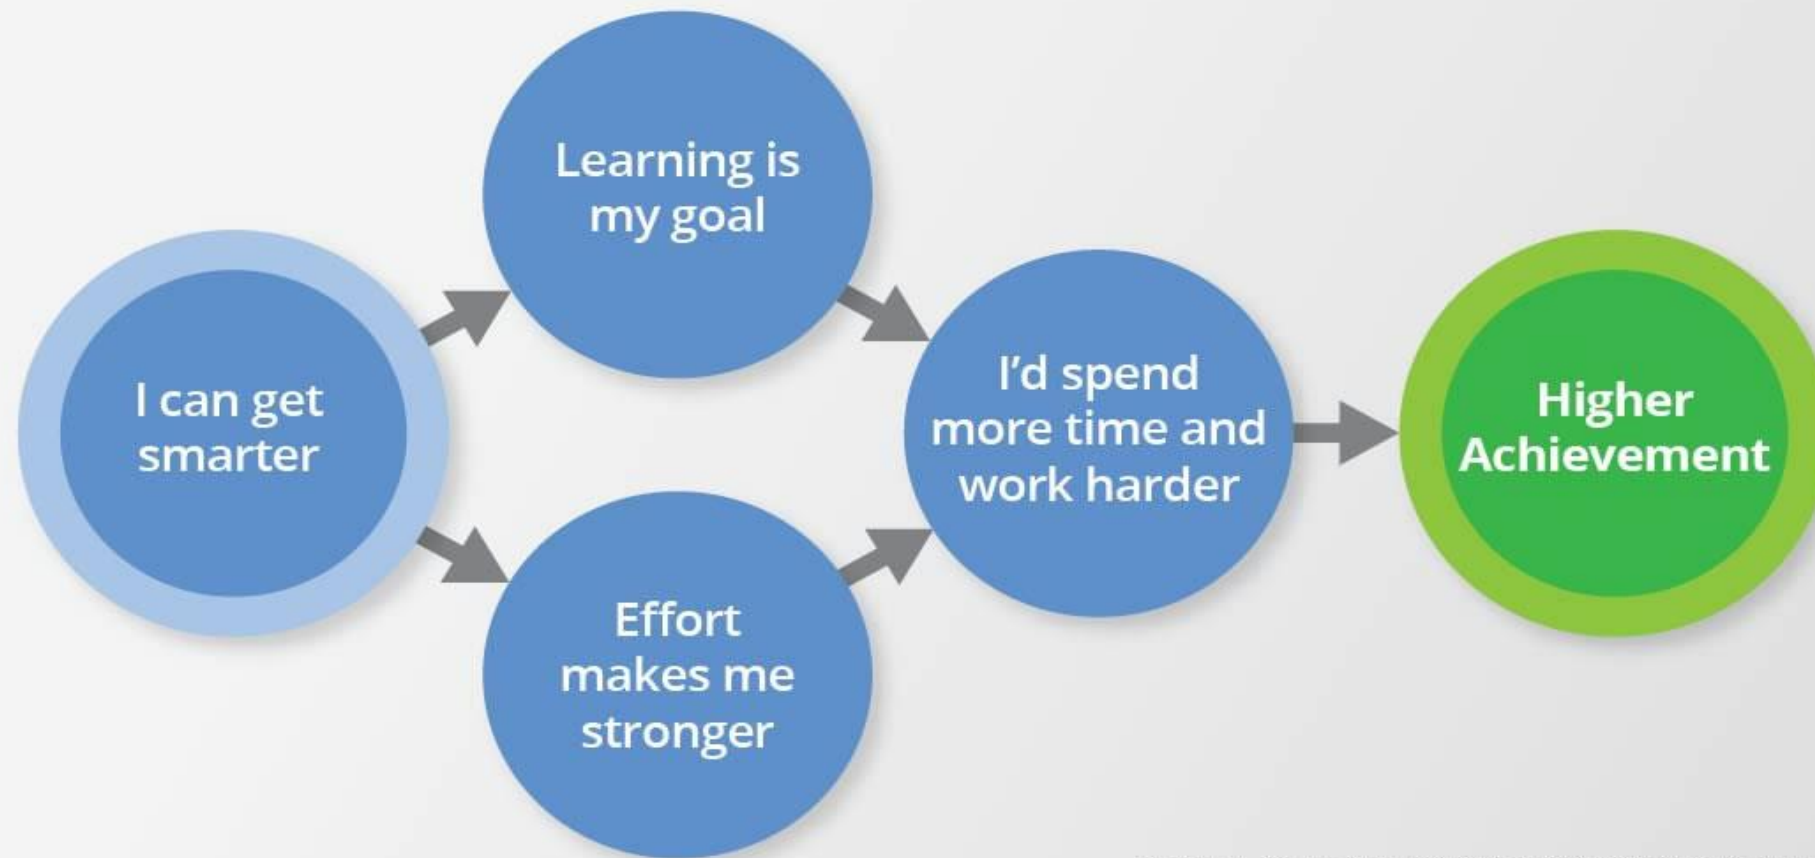 I can get
smarter
Learning is
my goal
Effort
makes me
stronger
I’d spend
more time and
work harder
Higher
Achievement